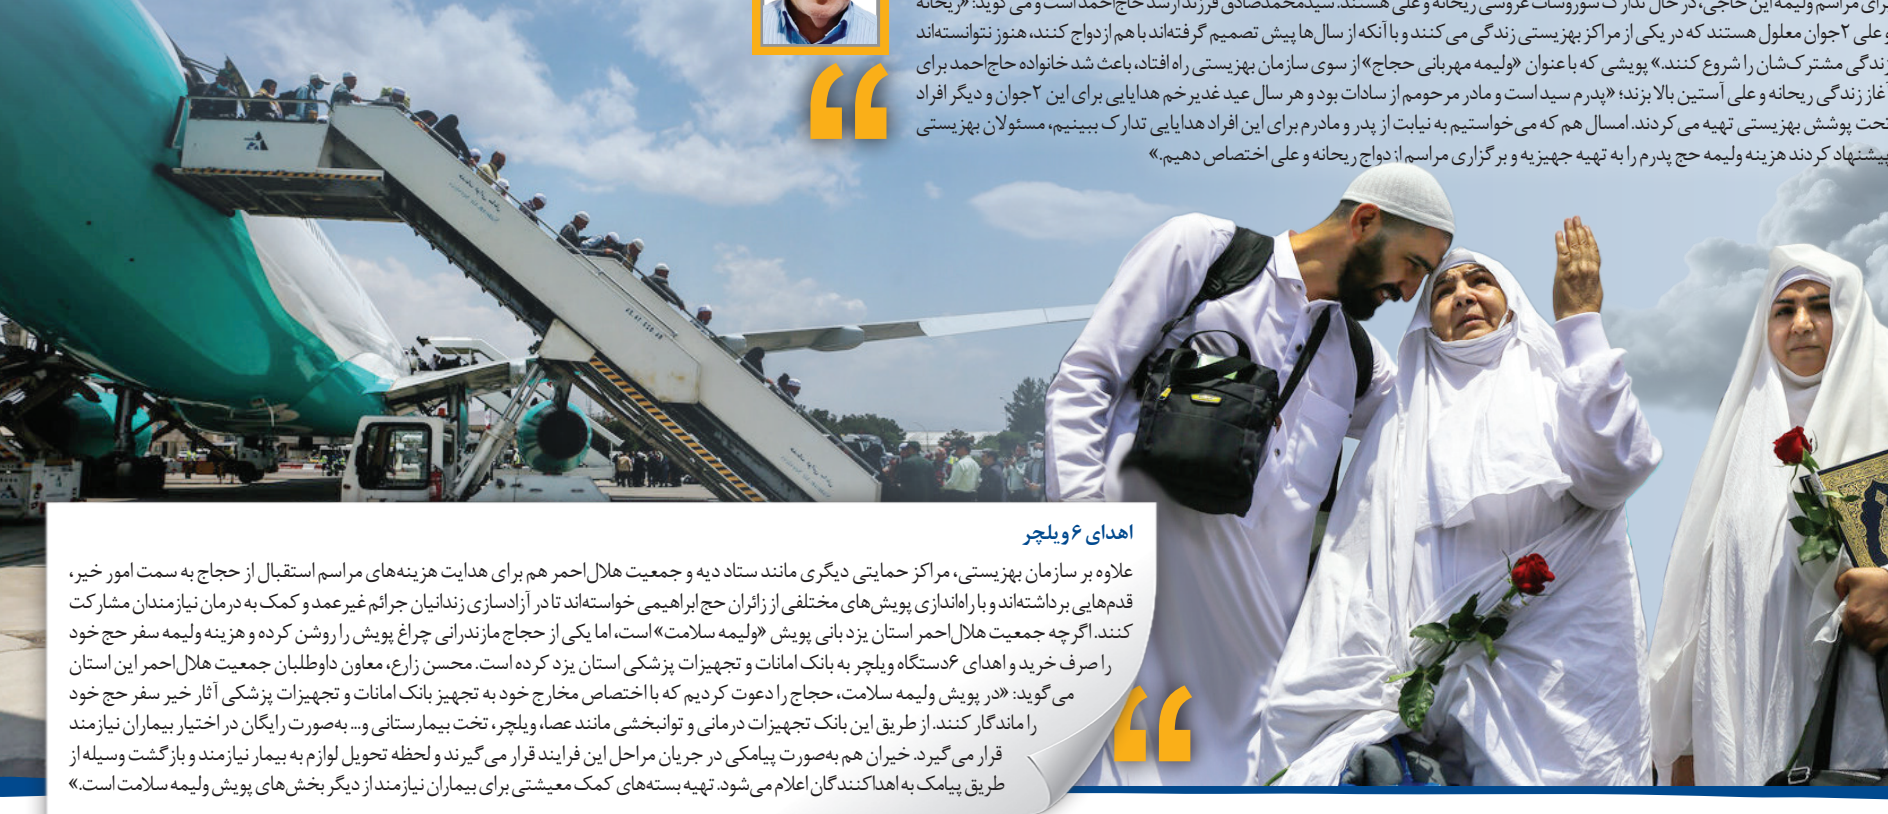 برای مراسم ولیمه این حاجی، در حال تدارک سوروسات عروسی ریحانه و علی هستند. سیدمحمدصادق فرزند ارشد حاج‌احمد است و می‌گوید: «ریحانه
و علی ۲جوان معلول هستند که در یکی از مراکز بهزیستی زندگی می‌کنند و با آنکه از سال‌ها پیش تصمیم گرفته‌اند با هم ازدواج کنند، هنوز نتوانسته‌اند
زندگی مشترک‌شان را شروع کنند.» پویشی که با عنوان «ولیمه مهربانی حجاج» از سوی سازمان بهزیستی راه افتاد، باعث شد خانواده حاج‌احمد برای
آغاز زندگی ریحانه و علی آستین بالا بزند؛ «پدرم سید است و مادر مرحومم از سادات بود و هر سال عید غدیر خم هدایایی برای این ۲جوان و دیگر افراد
تحت پوشش بهزیستی تهیه می‌کردند. امسال هم که می‌خواستیم به نیابت از پدر و مادرم برای این افراد هدایایی تدارک ببینیم، مسئولان بهزیستی
پیشنهاد کردند هزینه ولیمه حج پدرم را به تهیه جهیزیه و برگزاری مراسم ازدواج ریحانه و علی اختصاص دهیم.»
اهدای ۶ ویلچر
علاوه بر سازمان بهزیستی، مراکز حمایتی دیگری مانند ستاد دیه و جمعیت هلال‌احمر هم برای هدایت هزینه‌های مراسم استقبال از حجاج به سمت امور خیر،
قدم‌هایی برداشته‌اند و با راه‌اندازی پویش‌های مختلفی از زائران حج ابراهیمی خواسته‌اند تا در آزادسازی زندانیان جرائم غیرعمد و کمک به درمان نیازمندان مشارکت
کنند. اگرچه جمعیت هلال‌احمر استان یزد بانی پویش «ولیمه سلامت» است، اما یکی از حجاج مازندرانی چراغ پویش را روشن کرده و هزینه ولیمه سفر حج خود
را صرف خرید و اهدای ۶دستگاه ویلچر به بانک امانات و تجهیزات پزشکی استان یزد کرده است. محسن زارع، معاون داوطلبان جمعیت هلال‌احمر این استان
می‌گوید: «در پویش ولیمه سلامت، حجاج را دعوت کردیم که با اختصاص مخارج خود به تجهیز بانک امانات و تجهیزات پزشکی آثار خیر سفر حج خود
را ماندگار کنند. از طریق این بانک تجهیزات درمانی و توانبخشی مانند عصا، ویلچر، تخت بیمارستانی و... به‌صورت رایگان در اختیار بیماران نیازمند
قرار می‌گیرد. خیران هم به‌صورت پیامکی در جریان مراحل این فرایند قرار می‌گیرند و لحظه تحویل لوازم به بیمار نیازمند و بازگشت وسیله از
طریق پیامک به اهداکنندگان اعلام می‌شود. تهیه بسته‌های کمک معیشتی برای بیماران نیازمند از دیگر بخش‌های پویش ولیمه سلامت است.»